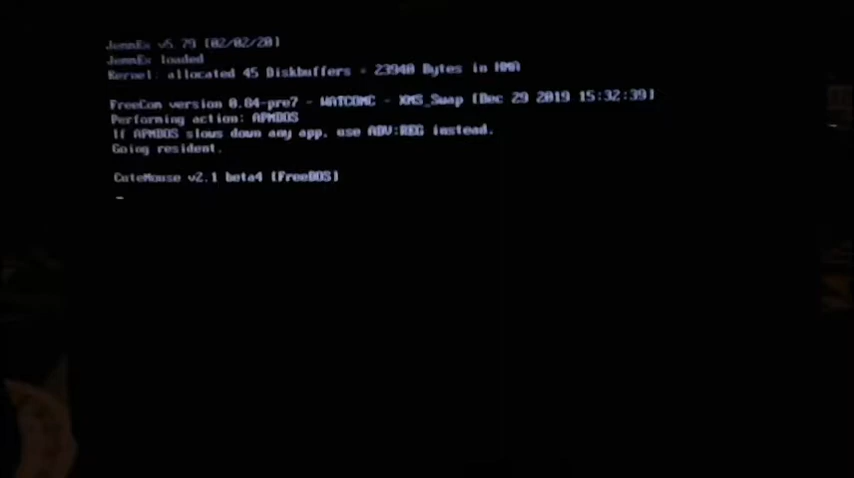 JemmEx v5.79 [02/02/20]
JemmEx loaded
Kernel: allocated 45 Diskbuffers = 23940 Bytes in HMA
FreeCom version 0.84-pre7 - WATCOMC - XMS_Swap [Dec 29 2019 15:32:39]
Performing action: APMDOS
If APMDOS slows down any app, use ADV:REG instead.
Going resident.
CuteMouse v2.1 beta4 [FreeDOS]